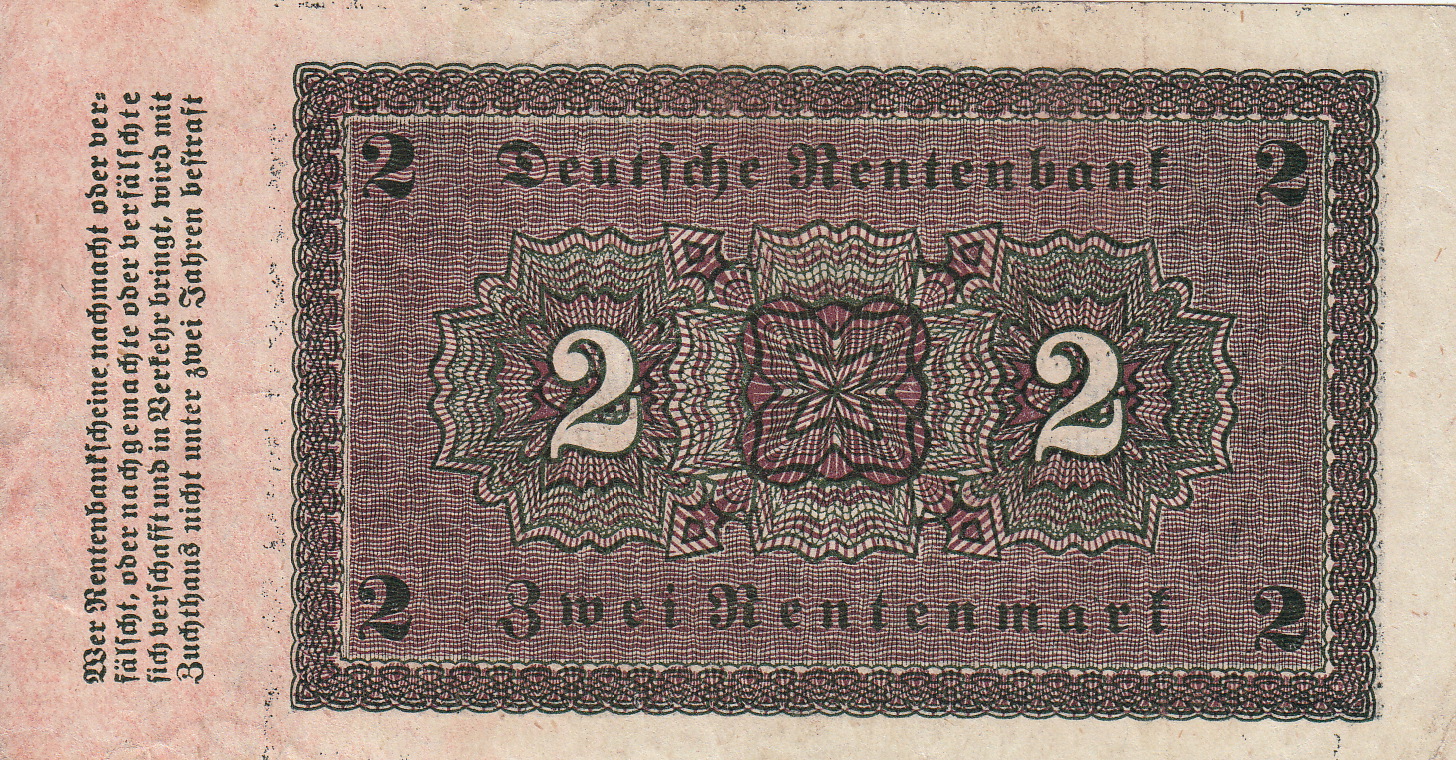 Wer Rentenbankscheine nachmacht oder ver=
fälscht, oder nachgemachte oder verfälschte
sich verschafft und in Verkehr bringt, wird mit
Zuchthaus nicht unter zwei Jahren bestraft
2 Deutsche Rentenbank 2
2 2
2 Zwei Rentenmark 2